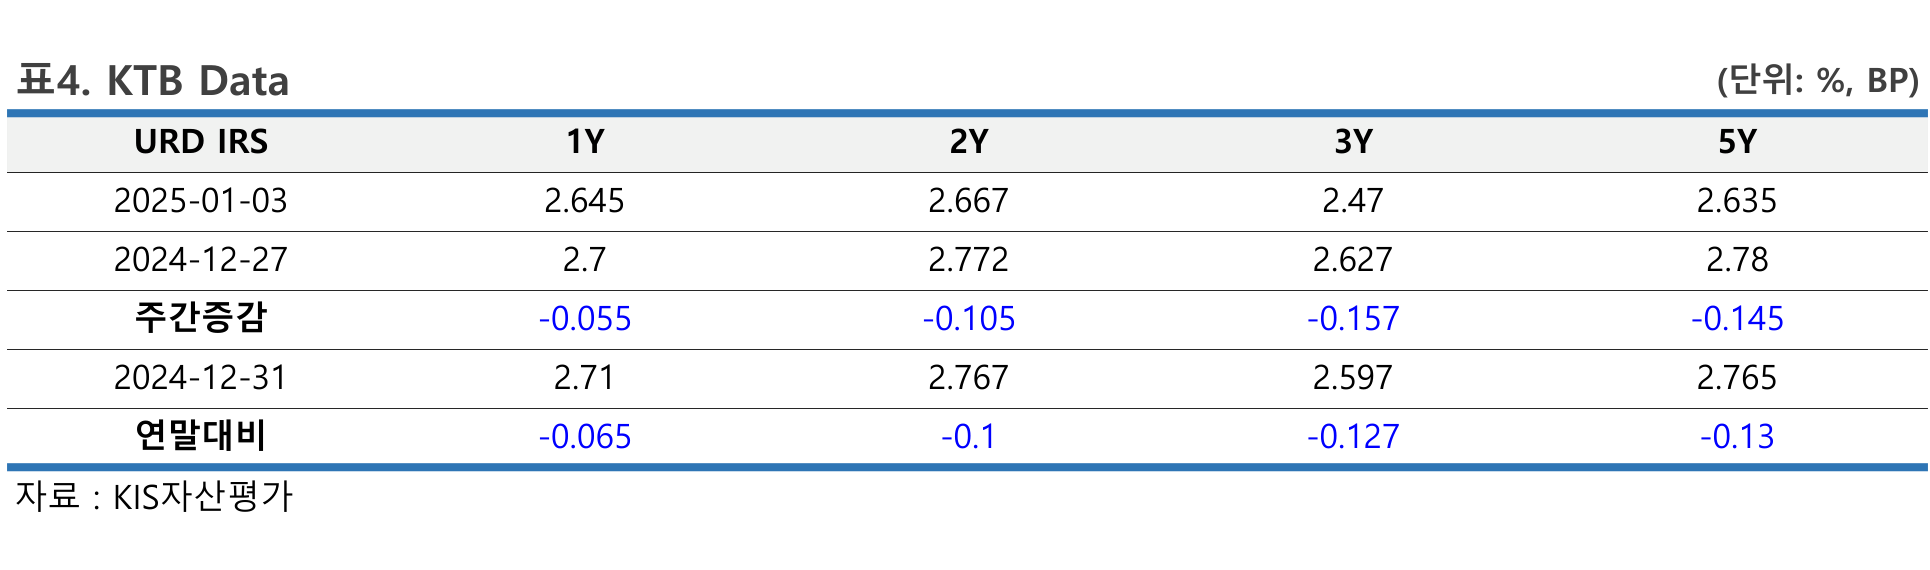 표4. KTB Data (단위: %, BP)
URD IRS 1Y 2Y 3Y 5Y
2025-01-03 2.645 2.667 2.47 2.635
2024-12-27 2.7 2.772 2.627 2.78
주간증감 -0.055 -0.105 -0.157 -0.145
2024-12-31 2.71 2.767 2.597 2.765
연말대비 -0.065 -0.1 -0.127 -0.13
자료 : KIS자산평가